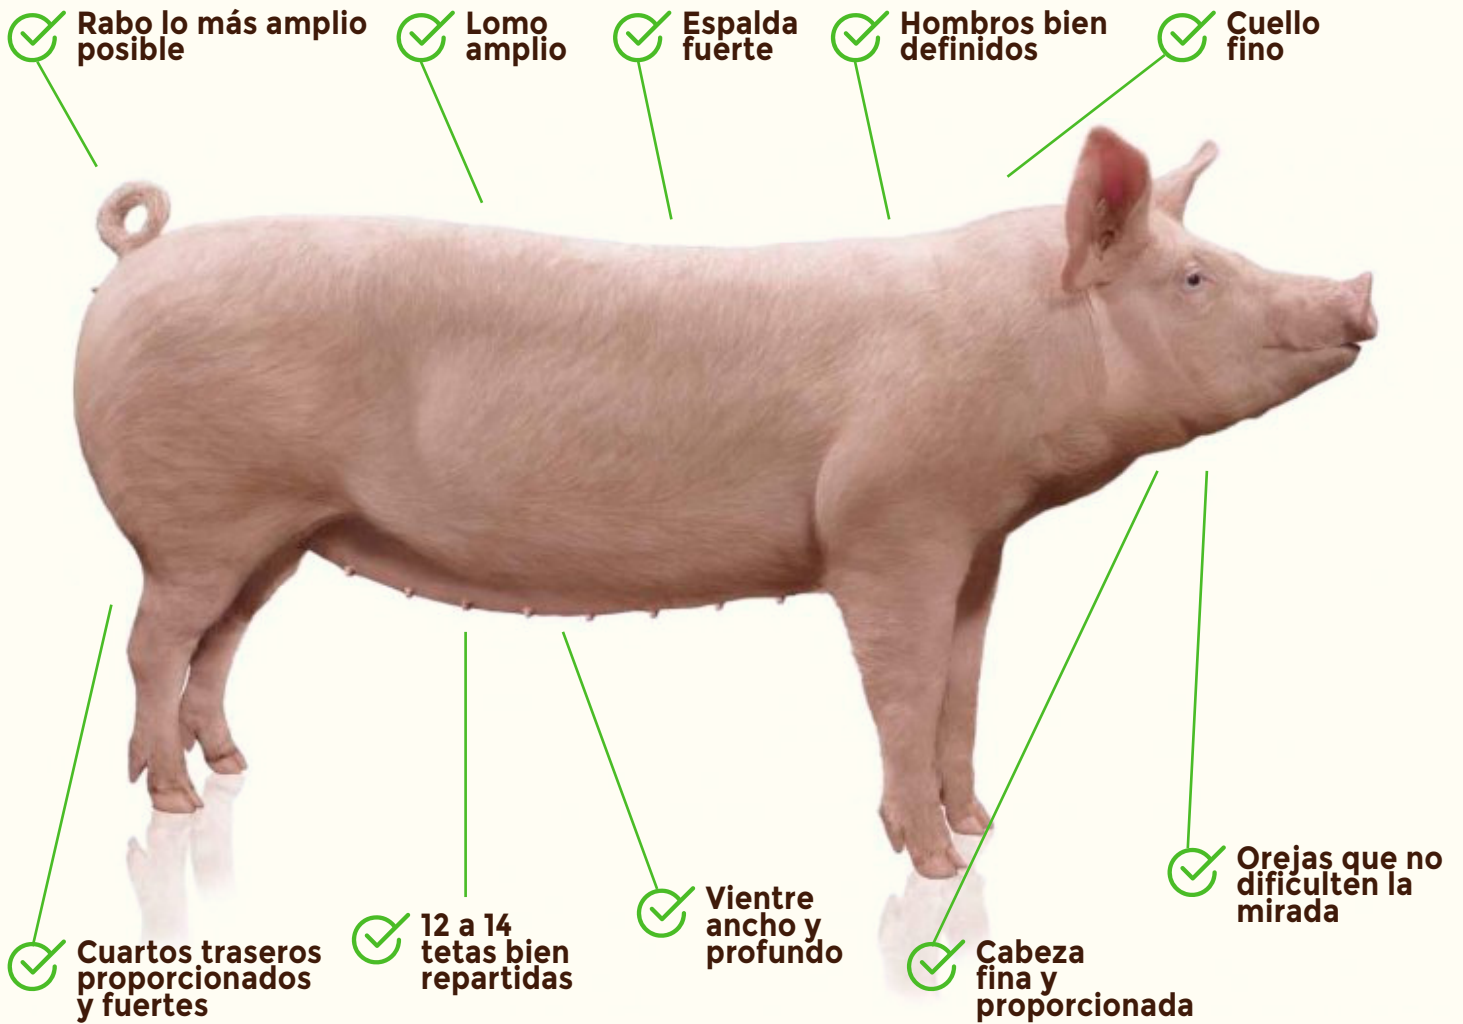 Rabo lo más amplio
posible
Lomo
amplio
Espalda
fuerte
Hombros bien
definidos
Cuello
fino
Orejas que no
dificulten la
mirada
Vientre
ancho y
profundo
12 a 14
tetas bien
repartidas
Cuartos traseros
proporcionados
y fuertes
Cabeza
fina y
proporcionada